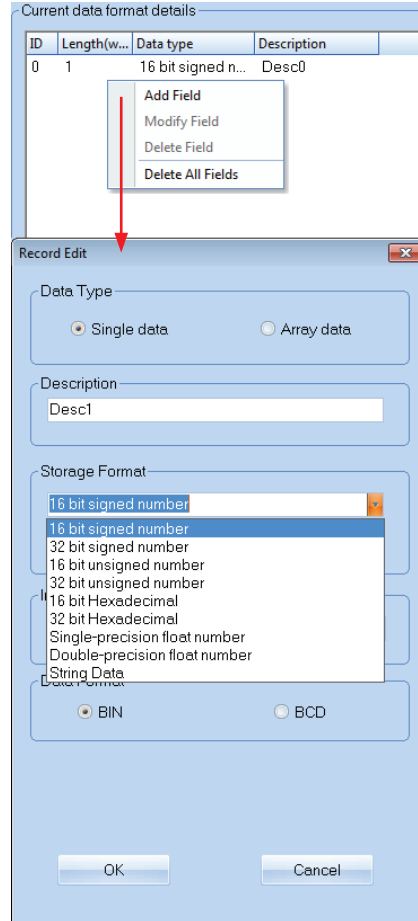 Current data format details
ID Length(w... Data type Description
0 1 16 bit signed n... Desc0
Add Field
Modify Field
Delete Field
Delete All Fields
Record Edit
Data Type
Single data Array data
Description
Desc1
Storage Format
16 bit signed number
16 bit signed number
32 bit signed number
16 bit unsigned number
32 bit unsigned number
16 bit Hexadecimal
32 bit Hexadecimal
Single-precision float number
Double-precision float number
String Data
Data Format
BIN BCD
OK Cancel